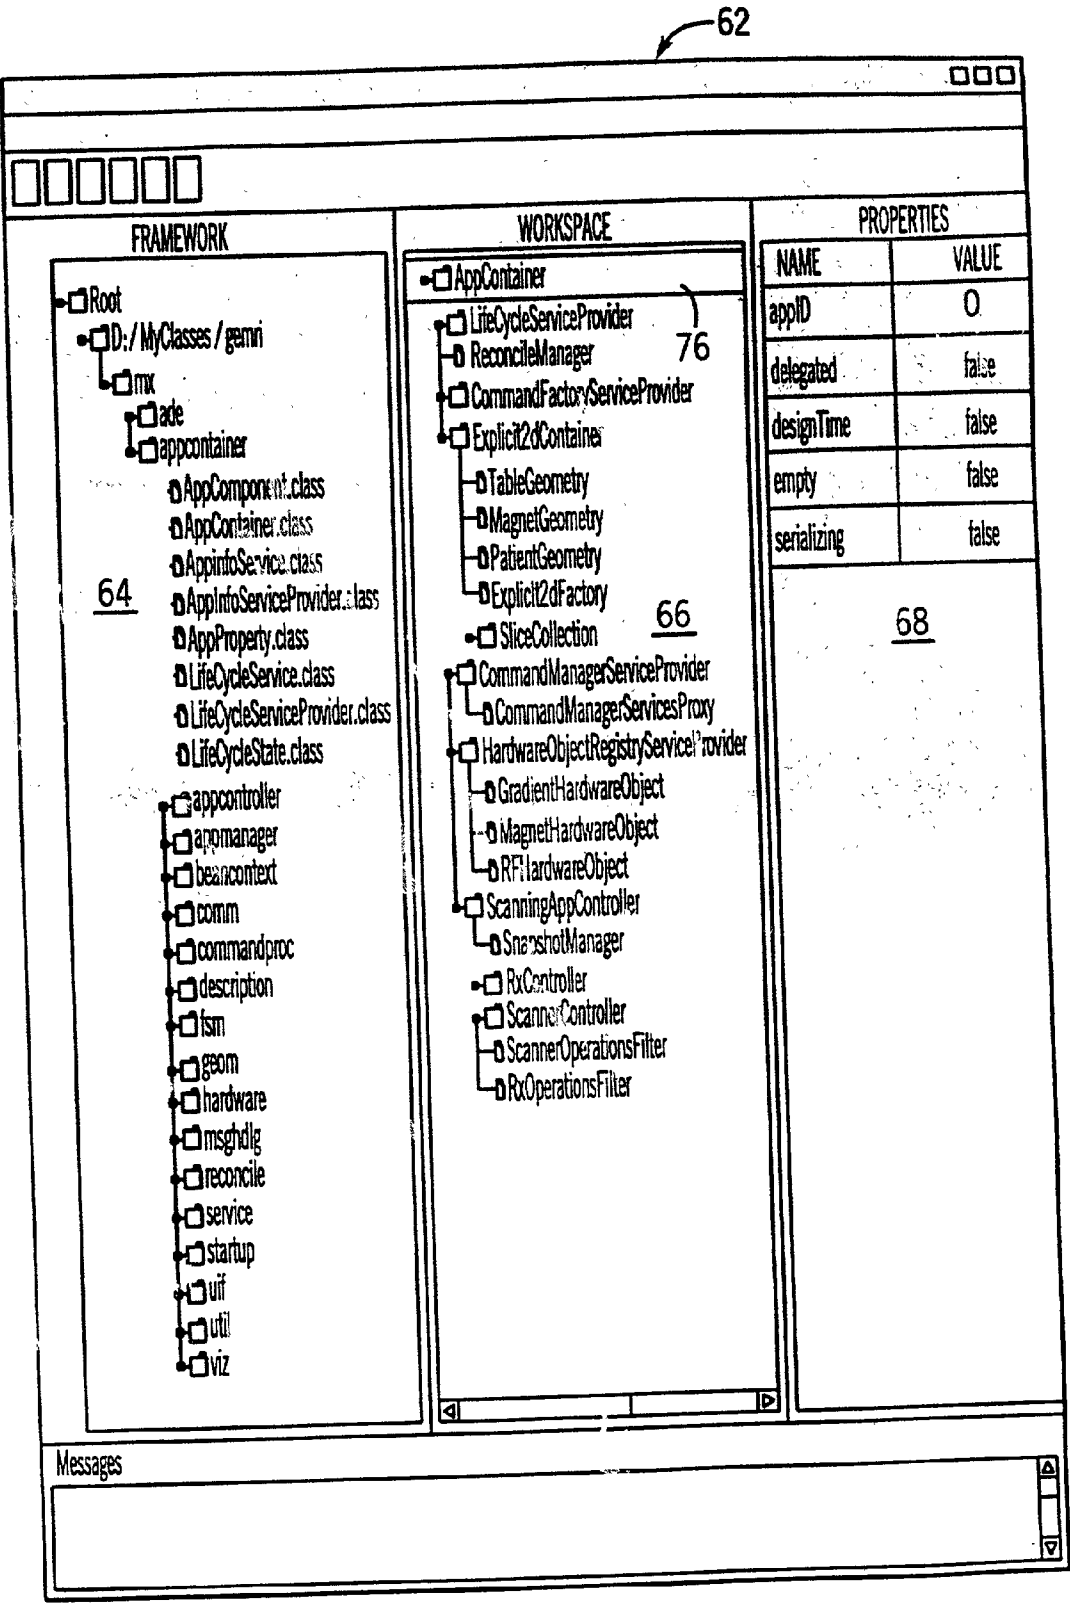 62
FRAMEWORK
Root
D:/MyClasses/gemri
mx
ade
appcontainer
AppComponent.class
AppContainer.class
AppinfoService.class
AppInfoServiceProvider.class
AppProperty.class
LifeCycleService.class
LifeCycleServiceProvider.class
LifeCycleState.class
appcontroller
appmanager
beancontext
comm
commandproc
description
fsm
geom
hardware
msghdlg
reconcile
service
startup
uif
util
viz
64
WORKSPACE
AppContainer
76
LifeCycleServiceProvider
ReconcileManager
CommandFactoryServiceProvider
Explicit2dContainer
TableGeometry
MagnetGeometry
PatientGeometry
Explicit2dFactory
SliceCollection
CommandManagerServiceProvider
CommandManagerServicesProxy
HardwareObjectRegistryServiceProvider
GradientHardwareObject
MagnetHardwareObject
RFHardwareObject
ScanningAppController
SnapshotManager
RxController
ScannerController
ScannerOperationsFilter
RxOperationsFilter
66
PROPERTIES
NAME VALUE
appID 0
delegated false
designTime false
empty false
serializing false
68
Messages